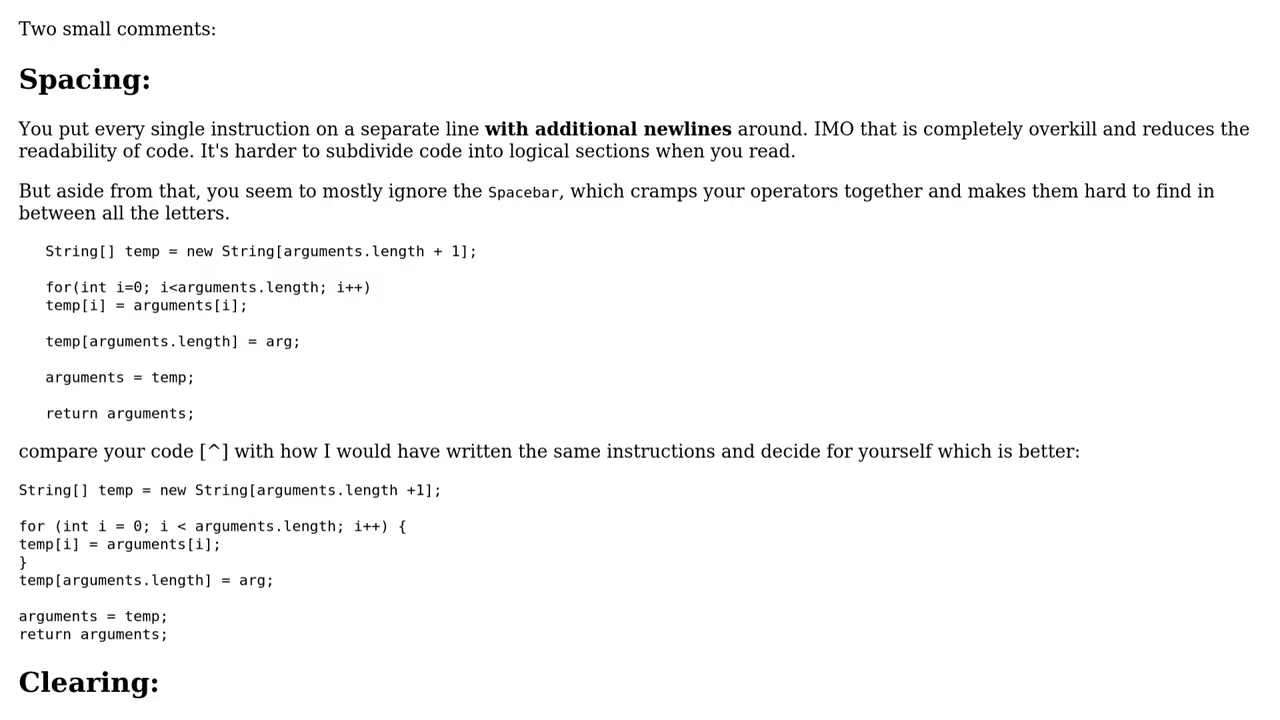 Two small comments:
Spacing:
You put every single instruction on a separate line with additional newlines around. IMO that is completely overkill and reduces the
readability of code. It's harder to subdivide code into logical sections when you read.
But aside from that, you seem to mostly ignore the Spacebar, which cramps your operators together and makes them hard to find in
between all the letters.
String[] temp = new String[arguments.length + 1];
for(int i=0; i<arguments.length; i++)
temp[i] = arguments[i];
temp[arguments.length] = arg;
arguments = temp;
return arguments;
compare your code [^] with how I would have written the same instructions and decide for yourself which is better:
String[] temp = new String[arguments.length +1];
for (int i = 0; i < arguments.length; i++) {
temp[i] = arguments[i];
}
temp[arguments.length] = arg;
arguments = temp;
return arguments;
Clearing: